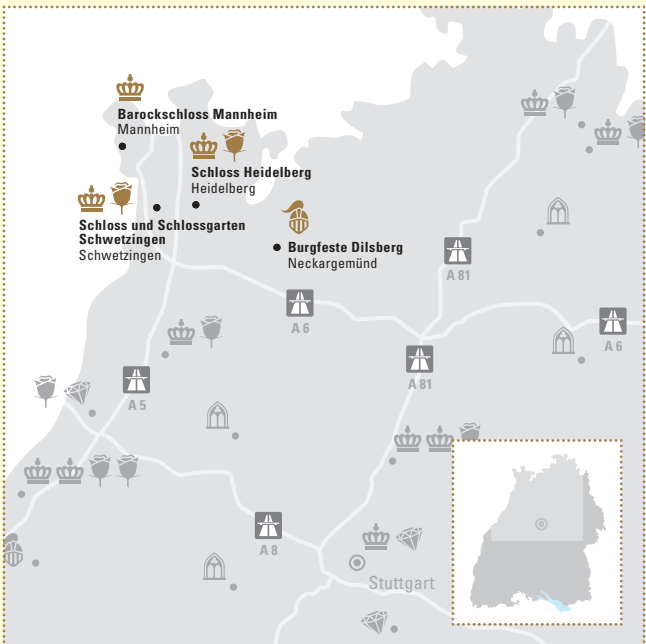 Barockschloss Mannheim
Mannheim
Schloss Heidelberg
Heidelberg
Schloss und Schlossgarten
Schwetzingen
Schwetzingen
Burgfeste Dilsberg
Neckargemünd
A 81
A 6
A 6
A 81
A 5
A 8
Stuttgart